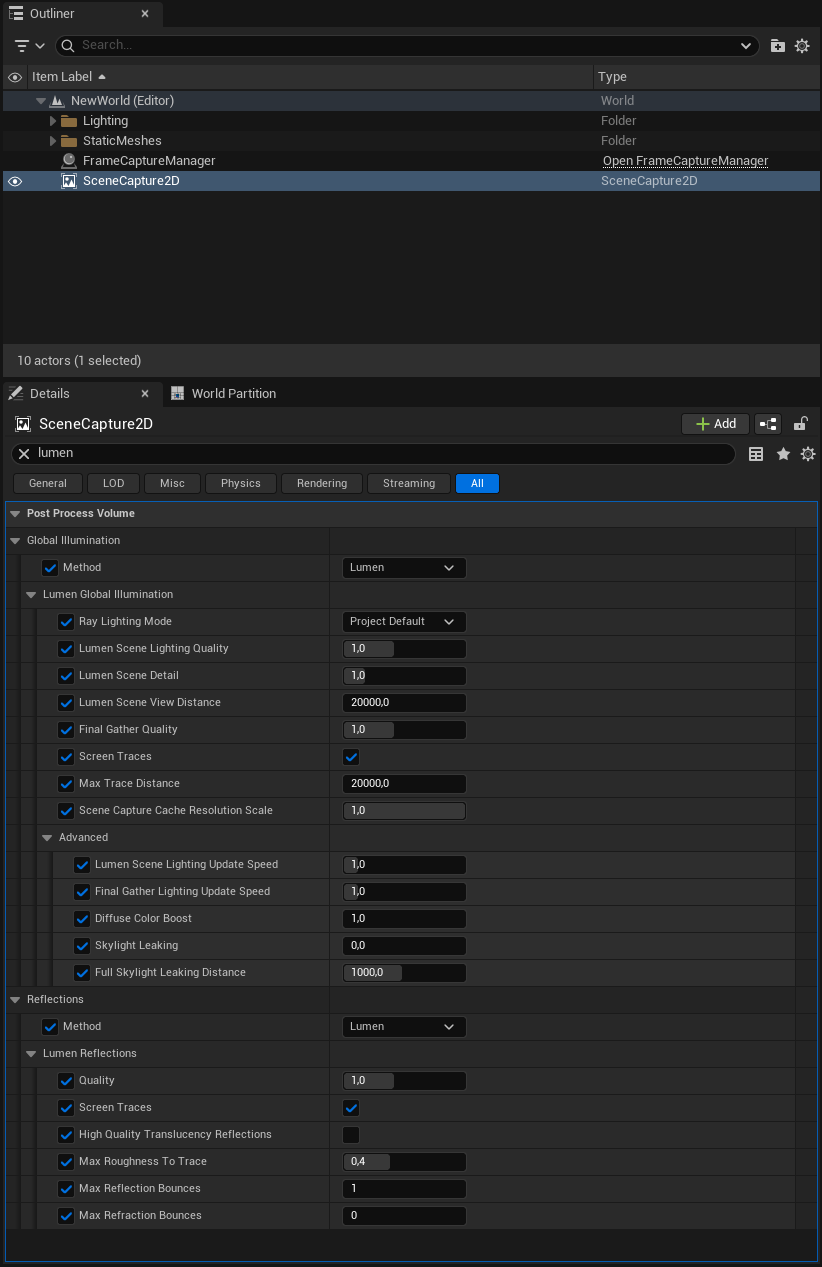 Outliner
Search...
Item Label Type
NewWorld (Editor) World
Lighting Folder
StaticMeshes Folder
FrameCaptureManager Open FrameCaptureManager
SceneCapture2D SceneCapture2D
10 actors (1 selected)
Details World Partition
SceneCapture2D Add
lumen
General LOD Misc Physics Rendering Streaming All
Post Process Volume
Global Illumination
Method Lumen
Lumen Global Illumination
Ray Lighting Mode Project Default
Lumen Scene Lighting Quality 1,0
Lumen Scene Detail 1,0
Lumen Scene View Distance 20000,0
Final Gather Quality 1,0
Screen Traces
Max Trace Distance 20000,0
Scene Capture Cache Resolution Scale 1,0
Advanced
Lumen Scene Lighting Update Speed 1,0
Final Gather Lighting Update Speed 1,0
Diffuse Color Boost 1,0
Skylight Leaking 0,0
Full Skylight Leaking Distance 1000,0
Reflections
Method Lumen
Lumen Reflections
Quality 1,0
Screen Traces
High Quality Translucency Reflections
Max Roughness To Trace 0,4
Max Reflection Bounces 1
Max Refraction Bounces 0